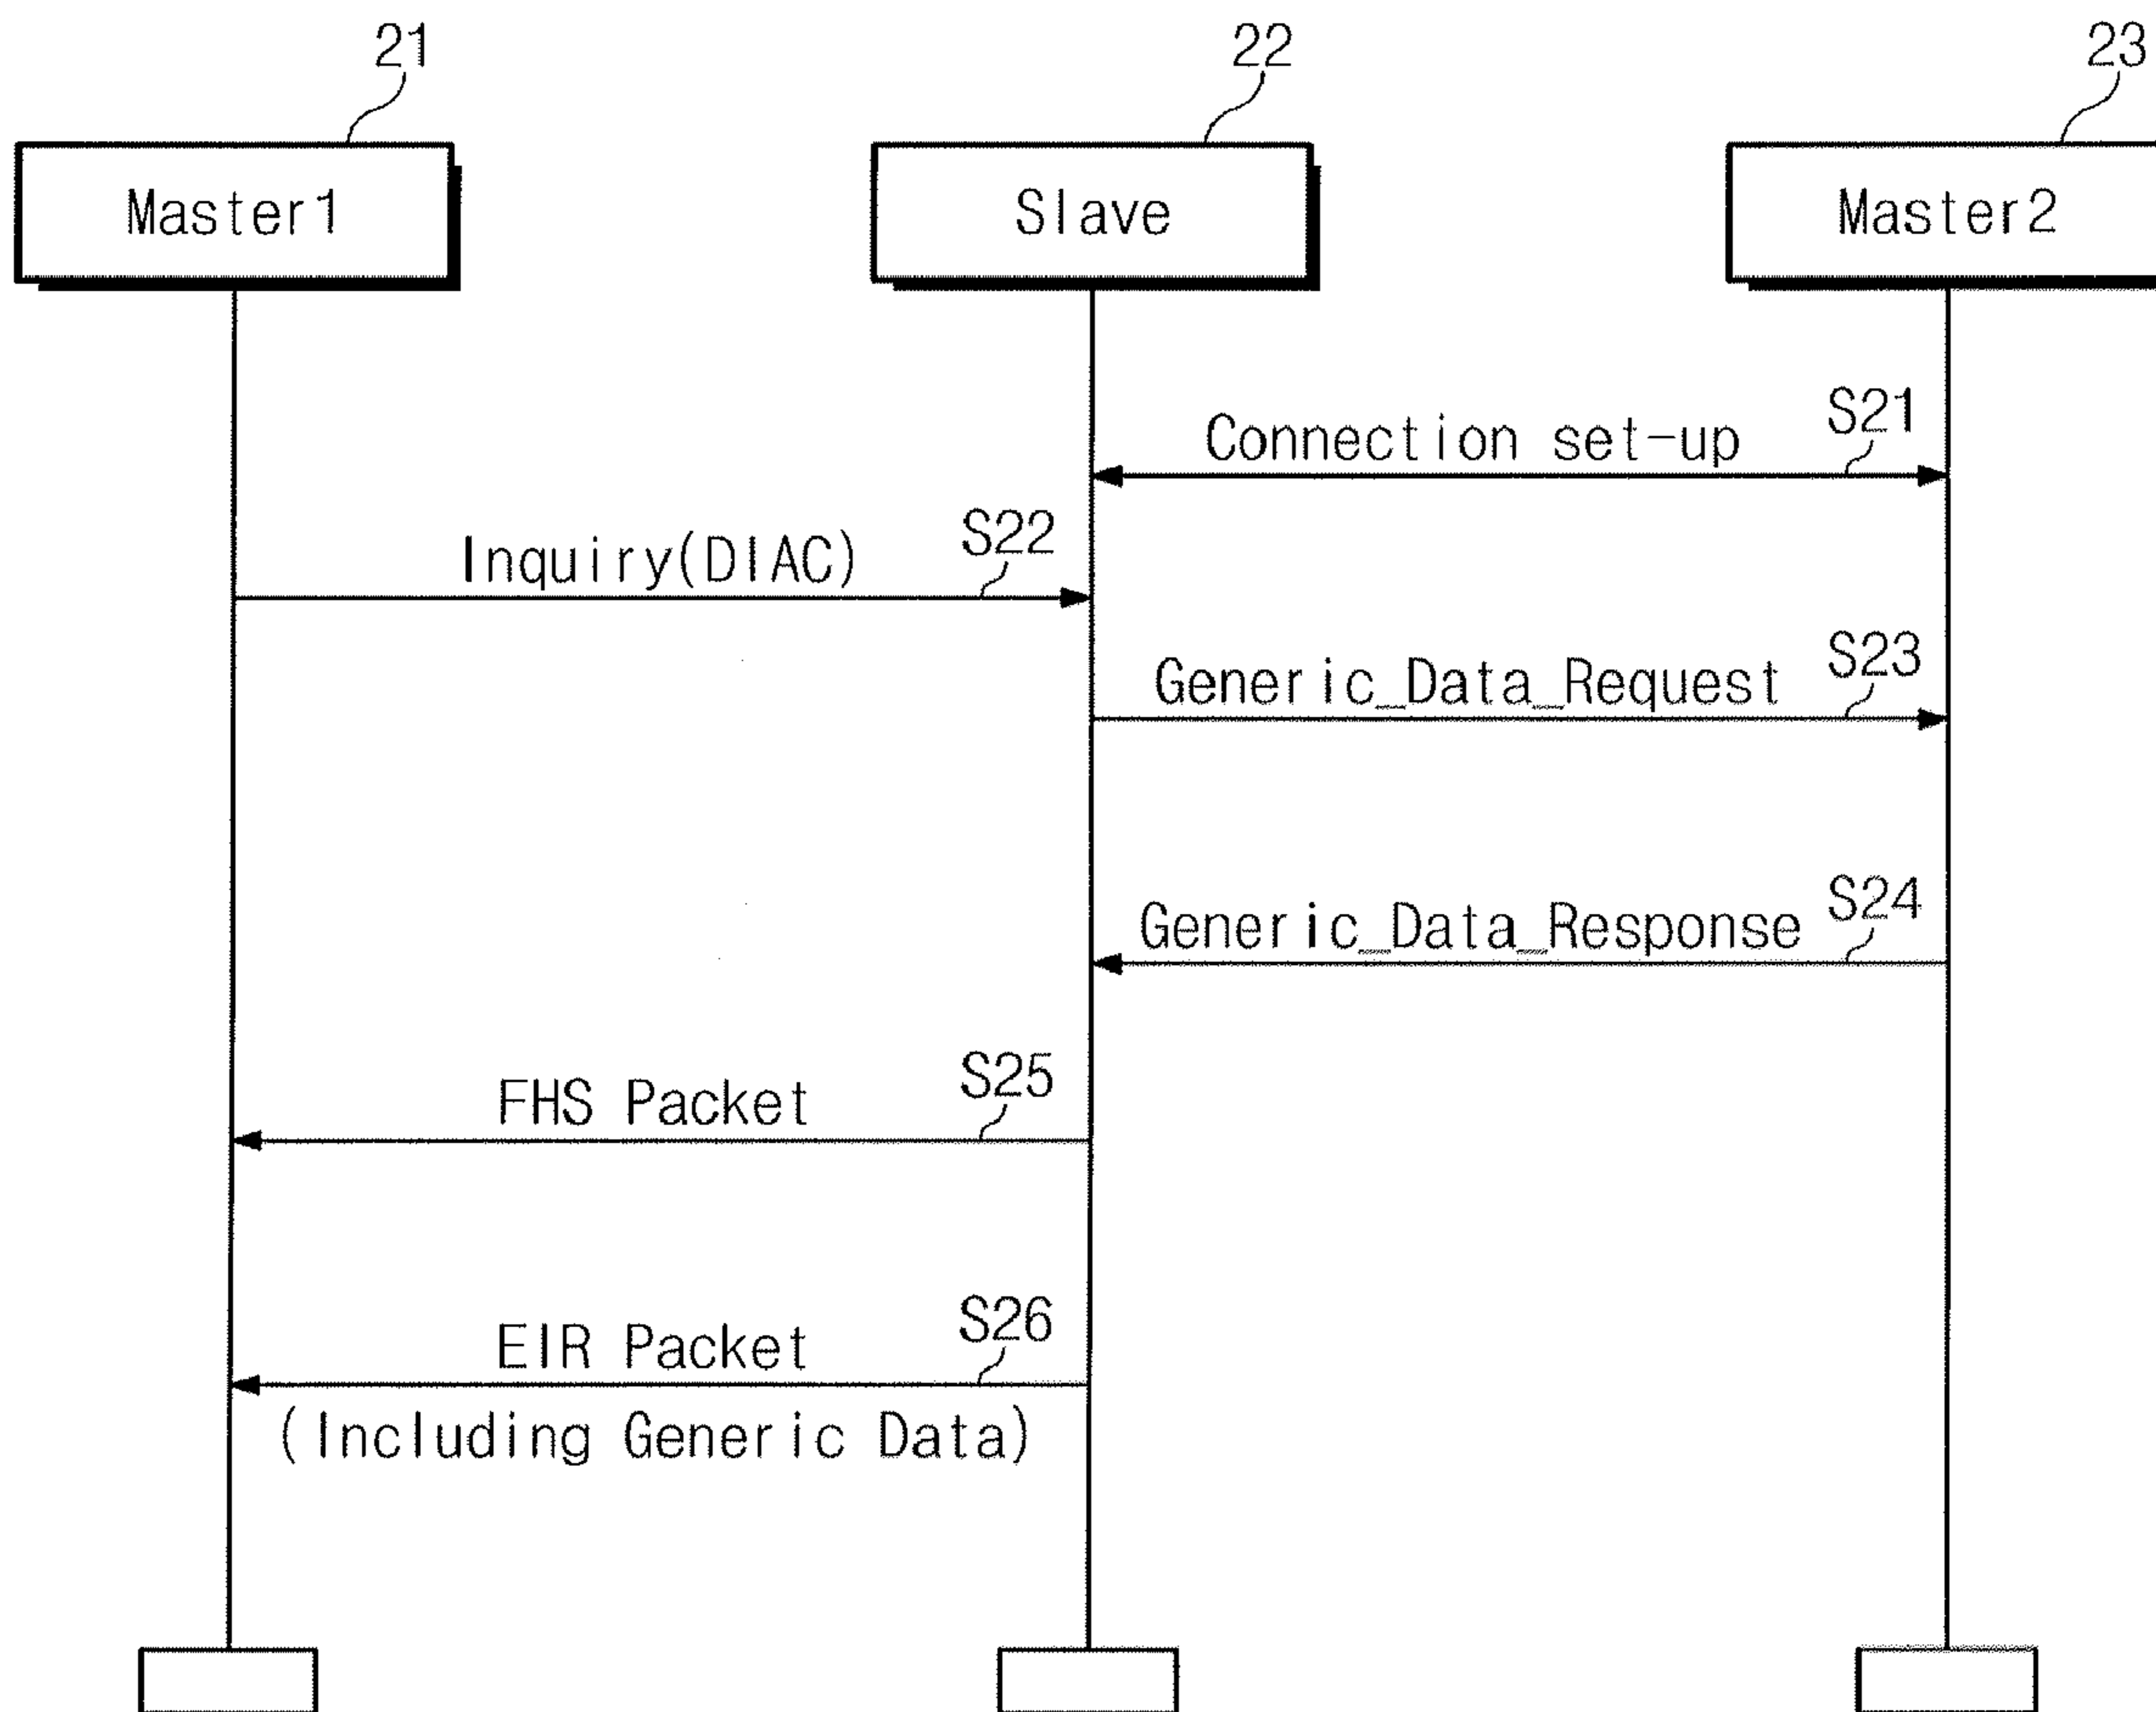 21 22 23
Master1 Slave Master2
Connection set-up S21
Inquiry(DIAC) S22
Generic_Data_Request S23
Generic_Data_Response S24
FHS Packet S25
EIR Packet S26
(Including Generic Data)